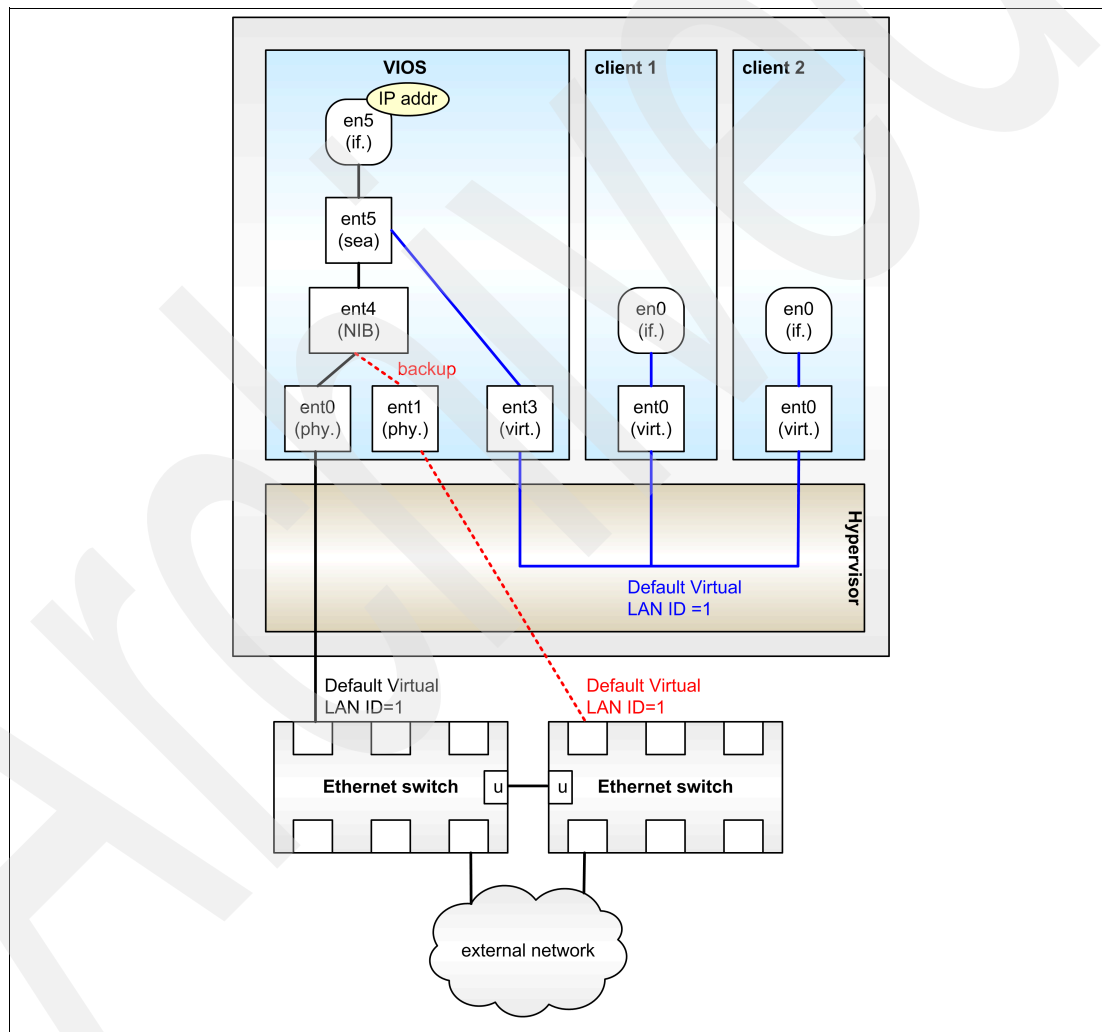 VIOS
client 1
client 2
IP addr
en5
(if.)
ent5
(sea)
ent4
(NIB)
backup
ent0
(phy.)
ent1
(phy.)
ent3
(virt.)
en0
(if.)
ent0
(virt.)
en0
(if.)
ent0
(virt.)
Hypervisor
Default Virtual
LAN ID =1
Default Virtual
LAN ID=1
Default Virtual
LAN ID=1
Ethernet switch
u
u
Ethernet switch
external network
Archived